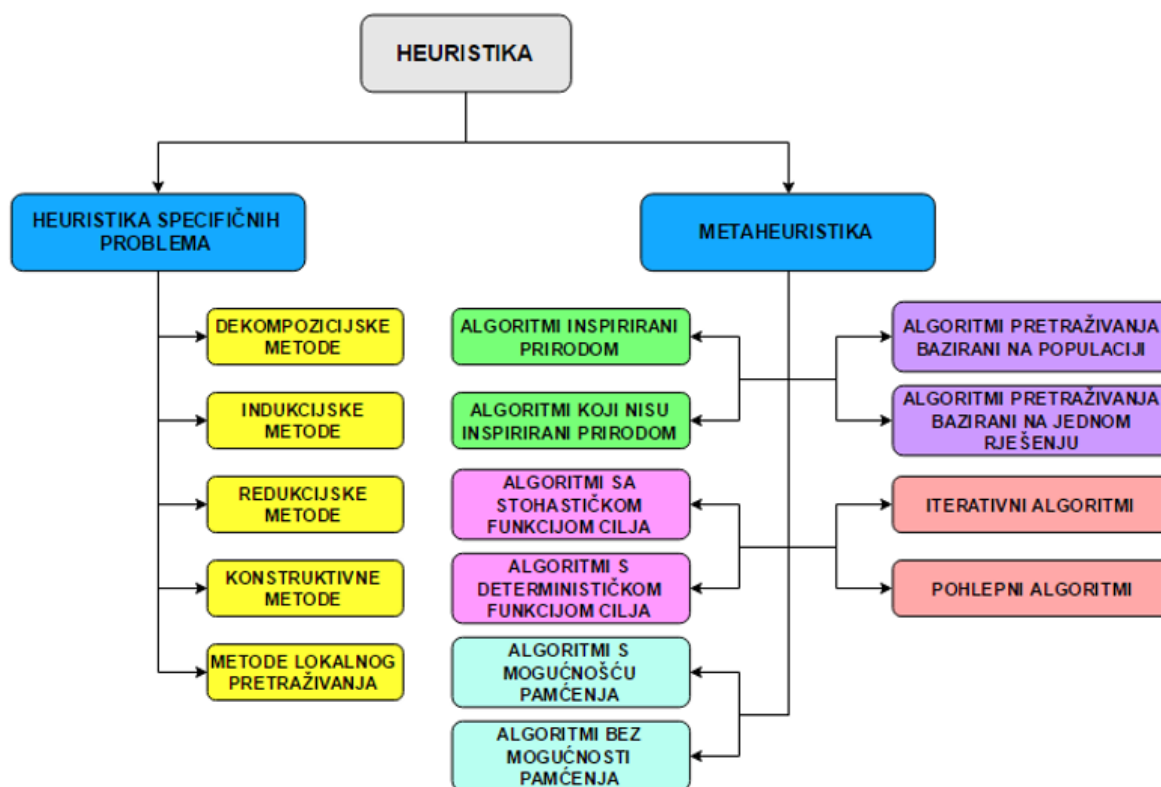 HEURISTIKA
HEURISTIKA SPECIFIČNIH
PROBLEMA
METAHEURISTIKA
DEKOMPOZICIJSKE
METODE
INDUKCIJSKE
METODE
REDUKCIJSKE
METODE
KONSTRUKTIVNE
METODE
METODE LOKALNOG
PRETRAŽIVANJA
ALGORITMI INSPIRIRANI
PRIRODOM
ALGORITMI KOJI NISU
INSPIRIRANI PRIRODOM
ALGORITMI SA
STOHASTIČKOM
FUNKCIJOM CILJA
ALGORITMI S
DETERMINISTIČKOM
FUNKCIJOM CILJA
ALGORITMI S
MOGUĆNOŠĆU
PAMĆENJA
ALGORITMI BEZ
MOGUĆNOSTI
PAMĆENJA
ALGORITMI PRETRAŽIVANJA
BAZIRANI NA POPULACIJI
ALGORITMI PRETRAŽIVANJA
BAZIRANI NA JEDNOM
RJEŠENJU
ITERATIVNI ALGORITMI
POHLEPNI ALGORITMI